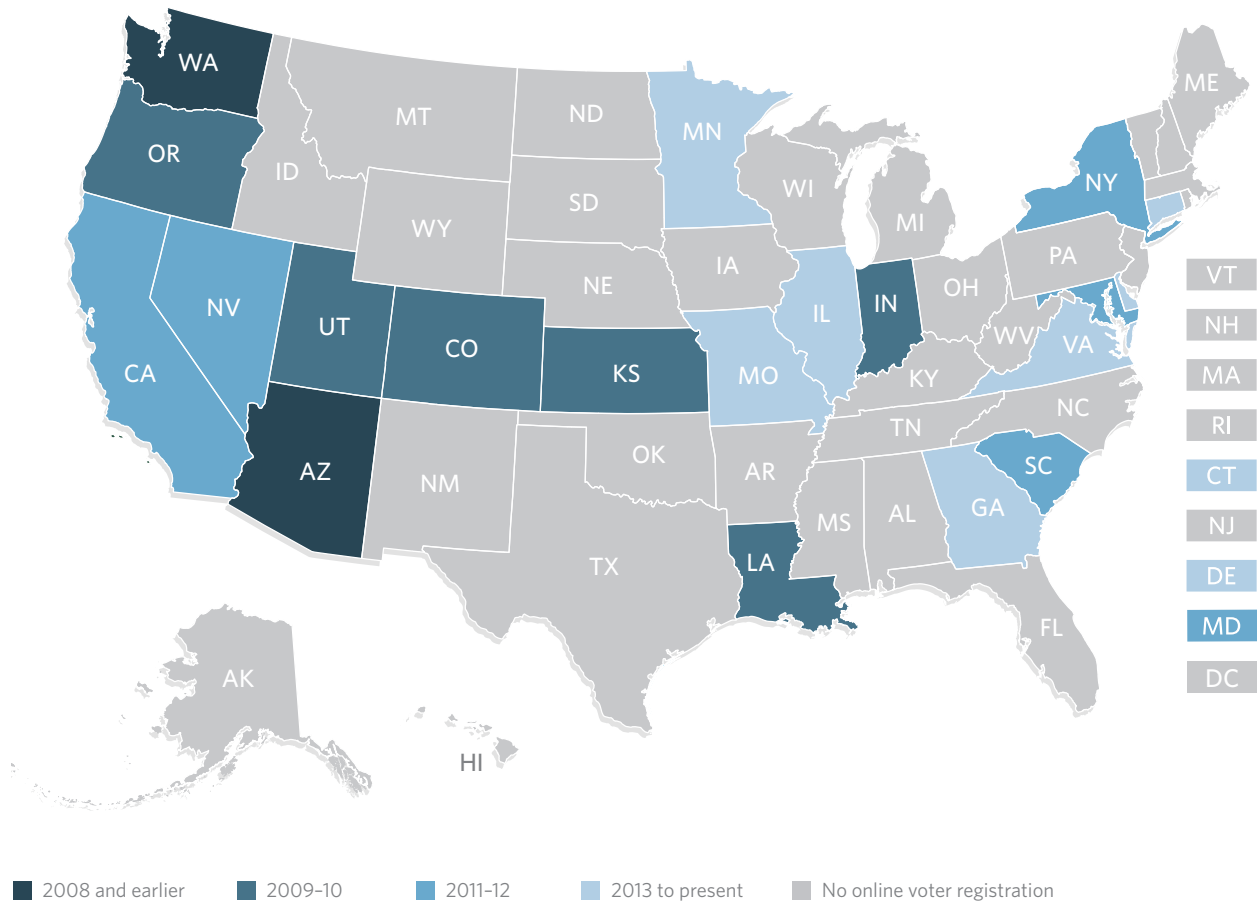 WA
MT
ND
MN
ME
OR
ID
SD
WI
NY
WY
MI
IA
PA
NE
OH
VT
NV
UT
CO
IL
IN
NH
WV
VA
CA
KS
MO
KY
MA
NC
TN
RI
AZ
NM
OK
AR
SC
CT
MS
AL
GA
NJ
TX
LA
DE
FL
MD
AK
DC
HI
2008 and earlier
2009–10
2011–12
2013 to present
No online voter registration